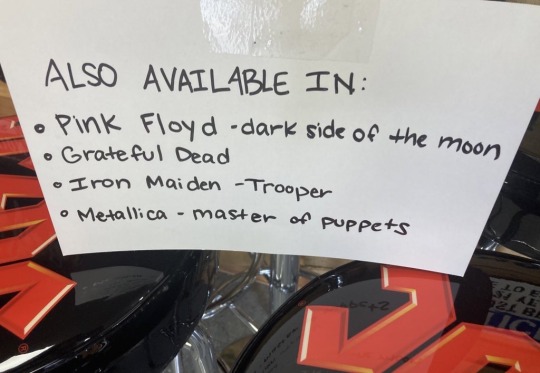 ALSO AVAILABLE IN:
• Pink Floyd - dark side of the moon
• Grateful Dead
• Iron Maiden - Trooper
• Metallica - master of puppets